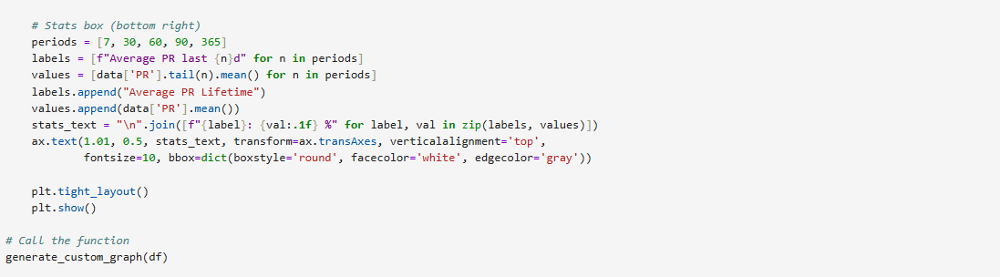 # Stats box (bottom right)
periods = [7, 30, 60, 90, 365]
labels = [f"Average PR last {n}d" for n in periods]
values = [data['PR'].tail(n).mean() for n in periods]
labels.append("Average PR Lifetime")
values.append(data['PR'].mean())
stats_text = "\n".join([f"{label}: {val:.1f} %" for label, val in zip(labels, values)])
ax.text(1.01, 0.5, stats_text, transform=ax.transAxes, verticalalignment='top',
fontsize=10, bbox=dict(boxstyle='round', facecolor='white', edgecolor='gray'))
plt.tight_layout()
plt.show()
# Call the function
generate_custom_graph(df)